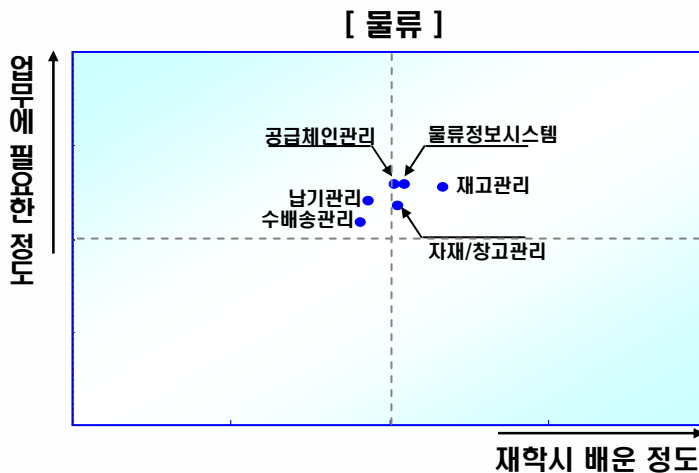 [ 물류 ]
업무에 필요한 정도
공급체인관리
물류정보시스템
재고관리
납기관리
수배송관리
자재/창고관리
재학시 배운 정도